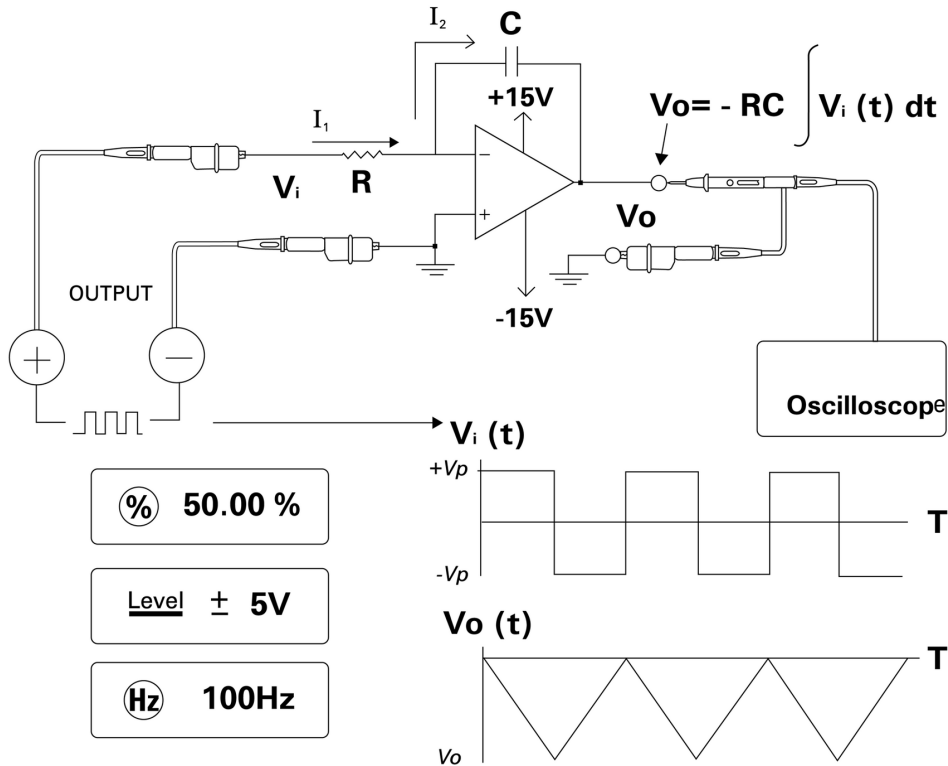 I₂
C
+15V
Vo= - RC ∫ Vᵢ (t) dt
I₁
−
Vᵢ
R
+
Vo
OUTPUT
-15V
+
−
Oscilloscope
Vᵢ (t)
+Vp
% 50.00 %
T
-Vp
Level ± 5V
Vo (t)
T
Hz 100Hz
Vo